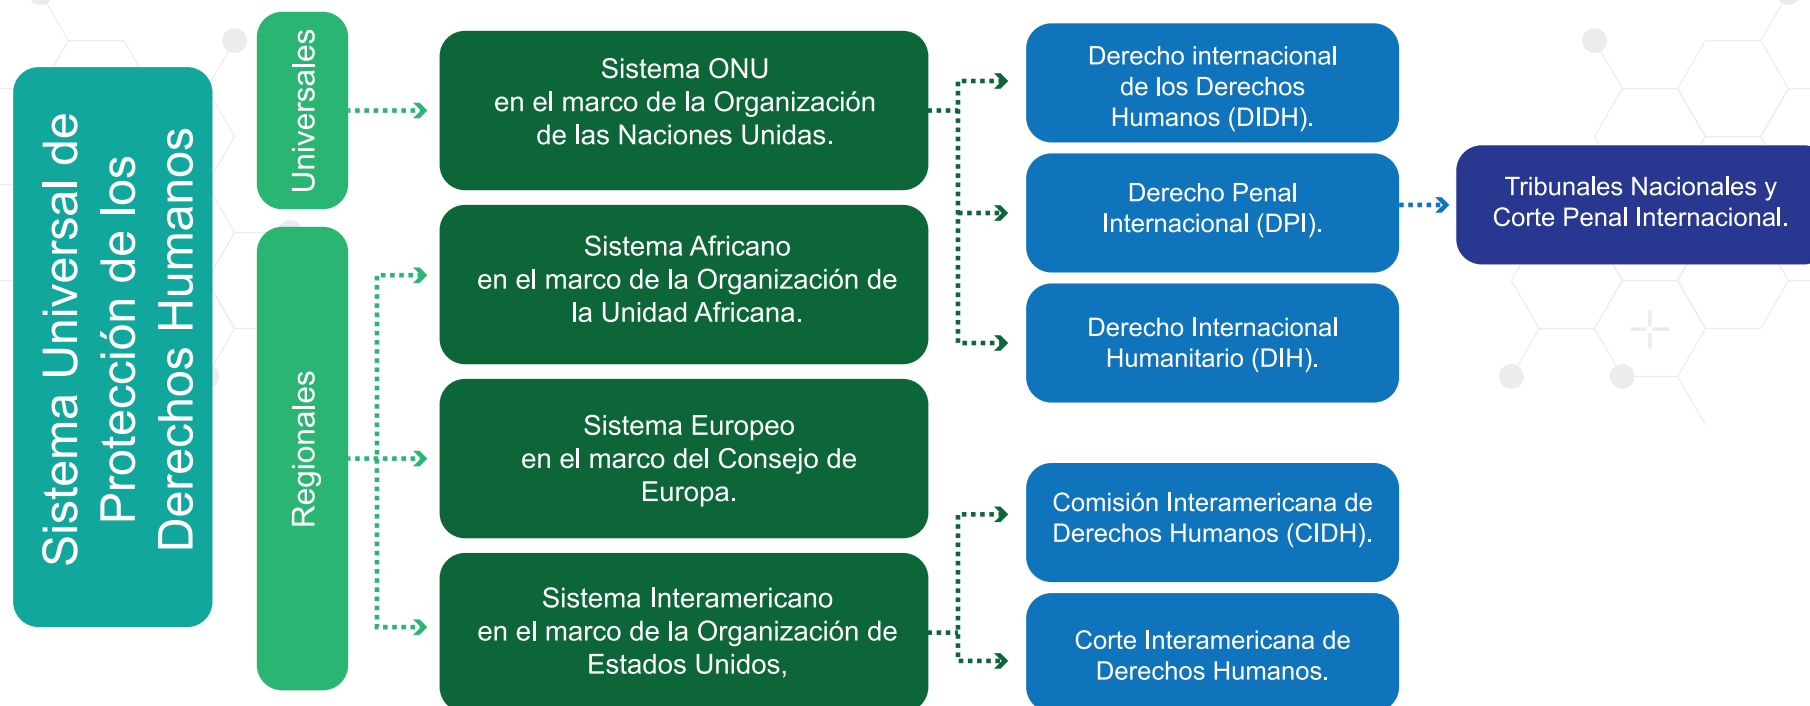 Sistema Universal de
Protección de los
Derechos Humanos
Universales
Sistema ONU
en el marco de la Organización
de las Naciones Unidas.
Derecho internacional
de los Derechos
Humanos (DIDH).
Derecho Penal
Internacional (DPI).
Tribunales Nacionales y
Corte Penal Internacional.
Derecho Internacional
Humanitario (DIH).
Regionales
Sistema Africano
en el marco de la Organización de
la Unidad Africana.
Sistema Europeo
en el marco del Consejo de
Europa.
Sistema Interamericano
en el marco de la Organización de
Estados Unidos,
Comisión Interamericana de
Derechos Humanos (CIDH).
Corte Interamericana de
Derechos Humanos.